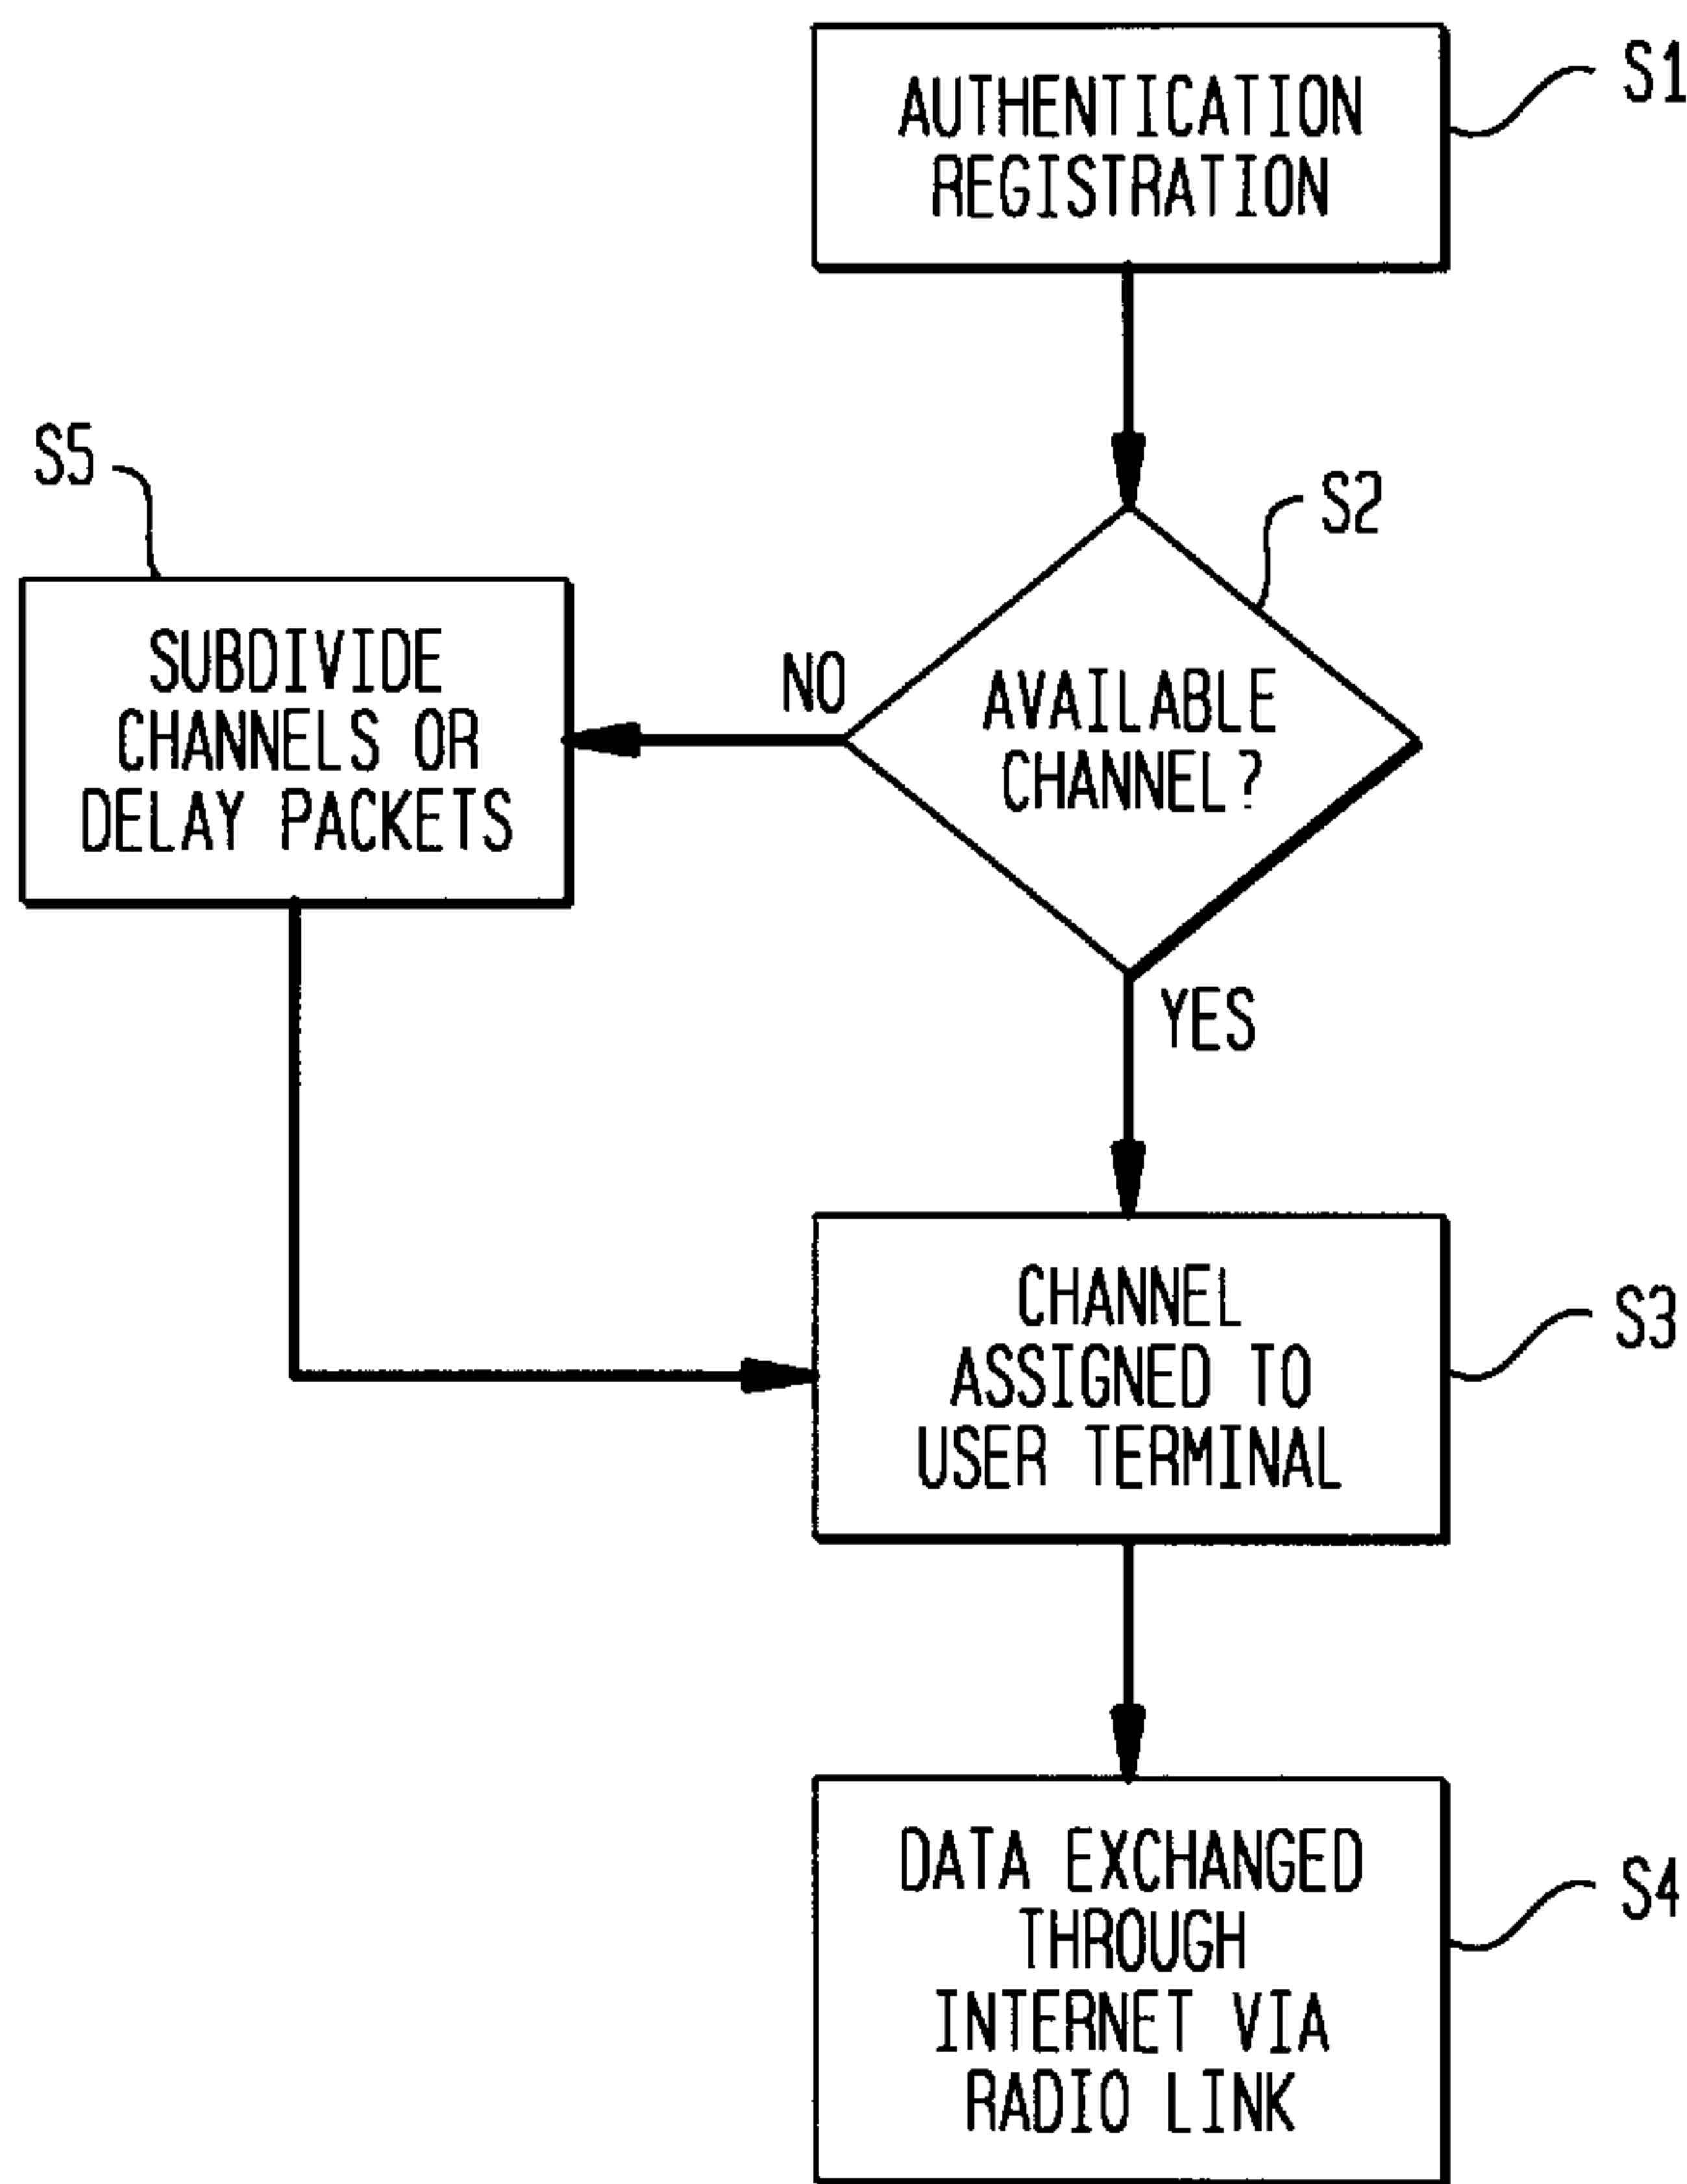 AUTHENTICATION
REGISTRATION
S1
S5
S2
SUBDIVIDE
CHANNELS OR
DELAY PACKETS
NO
AVAILABLE
CHANNEL?
YES
CHANNEL
ASSIGNED TO
USER TERMINAL
S3
DATA EXCHANGED
THROUGH
INTERNET VIA
RADIO LINK
S4